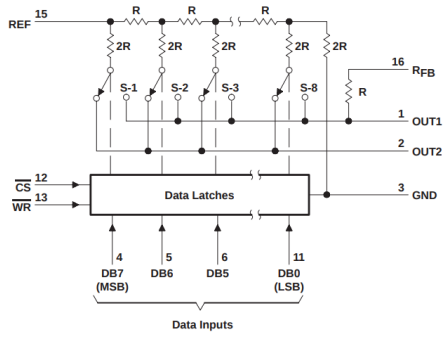 15
REF
R R R
2R 2R 2R 2R 2R
16
RFB
S-1 S-2 S-3 S-8
R
1
OUT1
2
OUT2
12
CS
13
WR
Data Latches
3
GND
4 5 6 11
DB7 DB6 DB5 DB0
(MSB) (LSB)
Data Inputs